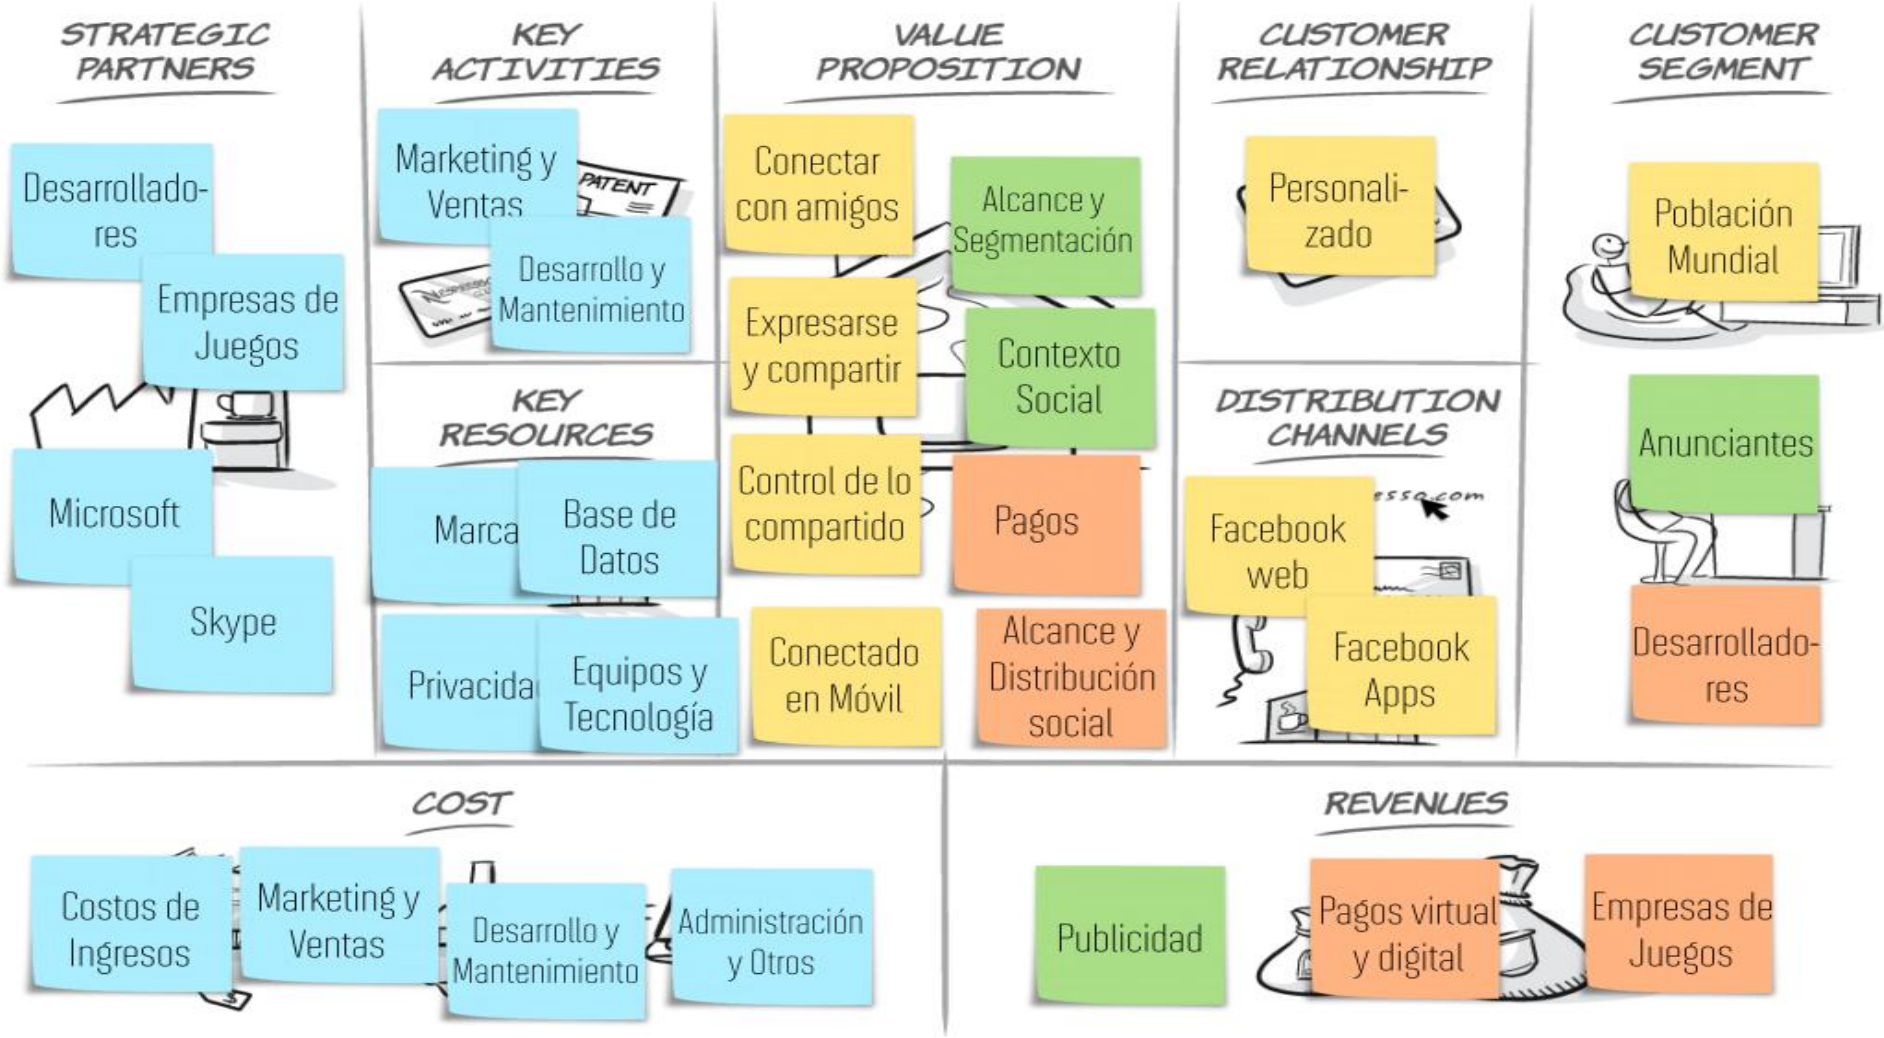 STRATEGIC
PARTNERS
Desarrollado-
res
Empresas de
Juegos
Microsoft
Skype
KEY
ACTIVITIES
Marketing y
Ventas
PATENT
Desarrollo y
Mantenimiento
KEY
RESOURCES
Marca
Base de
Datos
Privacida
Equipos y
Tecnología
VALUE
PROPOSITION
Conectar
con amigos
Alcance y
Segmentación
Expresarse
y compartir
Contexto
Social
Control de lo
compartido
Pagos
Conectado
en Móvil
Alcance y
Distribución
social
CUSTOMER
RELATIONSHIP
Personali-
zado
DISTRIBUTION
CHANNELS
esso.com
Facebook
web
Facebook
Apps
CUSTOMER
SEGMENT
Población
Mundial
Anunciantes
Desarrollado-
res
COST
Costos de
Ingresos
Marketing y
Ventas
Desarrollo y
Mantenimiento
Administración
y Otros
REVENUES
Publicidad
Pagos virtual
y digital
Empresas de
Juegos